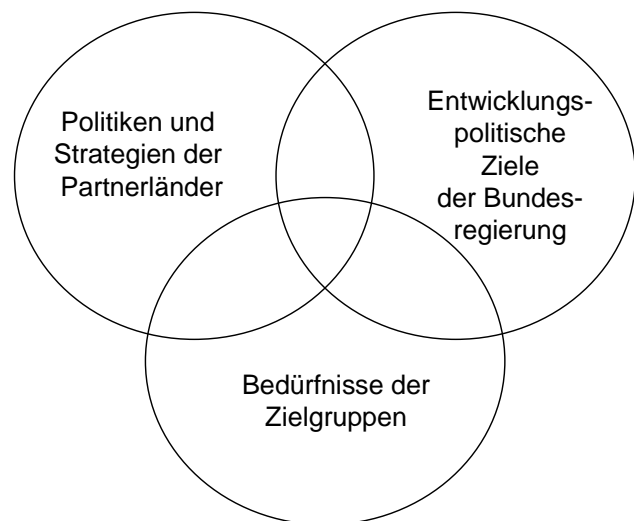 Politiken und
Strategien der
Partnerländer
Entwicklungs-
politische
Ziele
der Bundes-
regierung
Bedürfnisse der
Zielgruppen